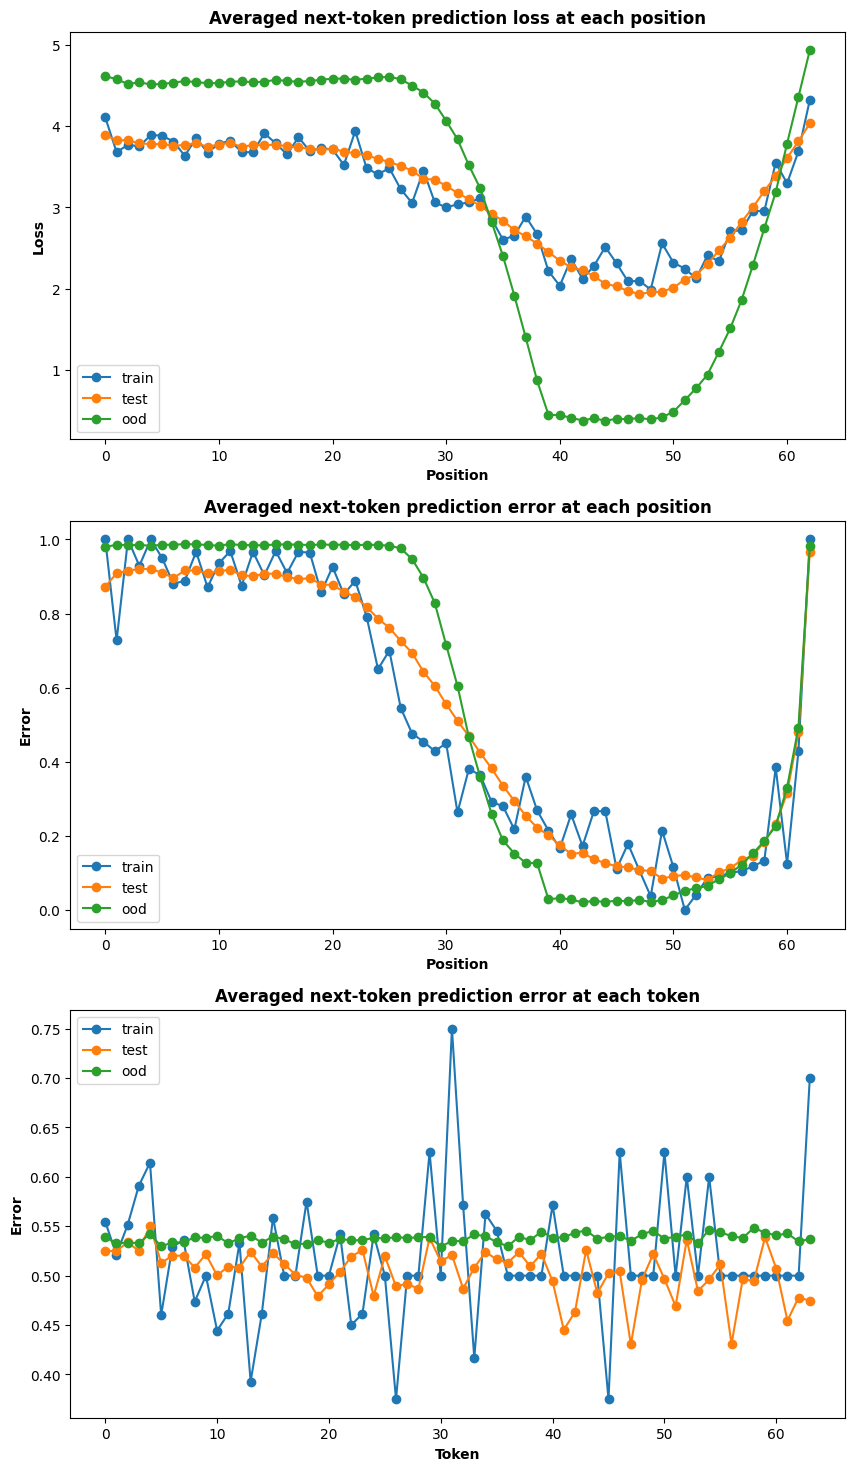 Averaged next-token prediction loss at each position
5
4
3
2
1
Loss
train
test
ood
0 10 20 30 40 50 60
Position
Averaged next-token prediction error at each position
1.0
0.8
0.6
0.4
0.2
0.0
Error
train
test
ood
0 10 20 30 40 50 60
Position
Averaged next-token prediction error at each token
train
test
ood
0.75
0.70
0.65
0.60
0.55
0.50
0.45
0.40
Error
0 10 20 30 40 50 60
Token